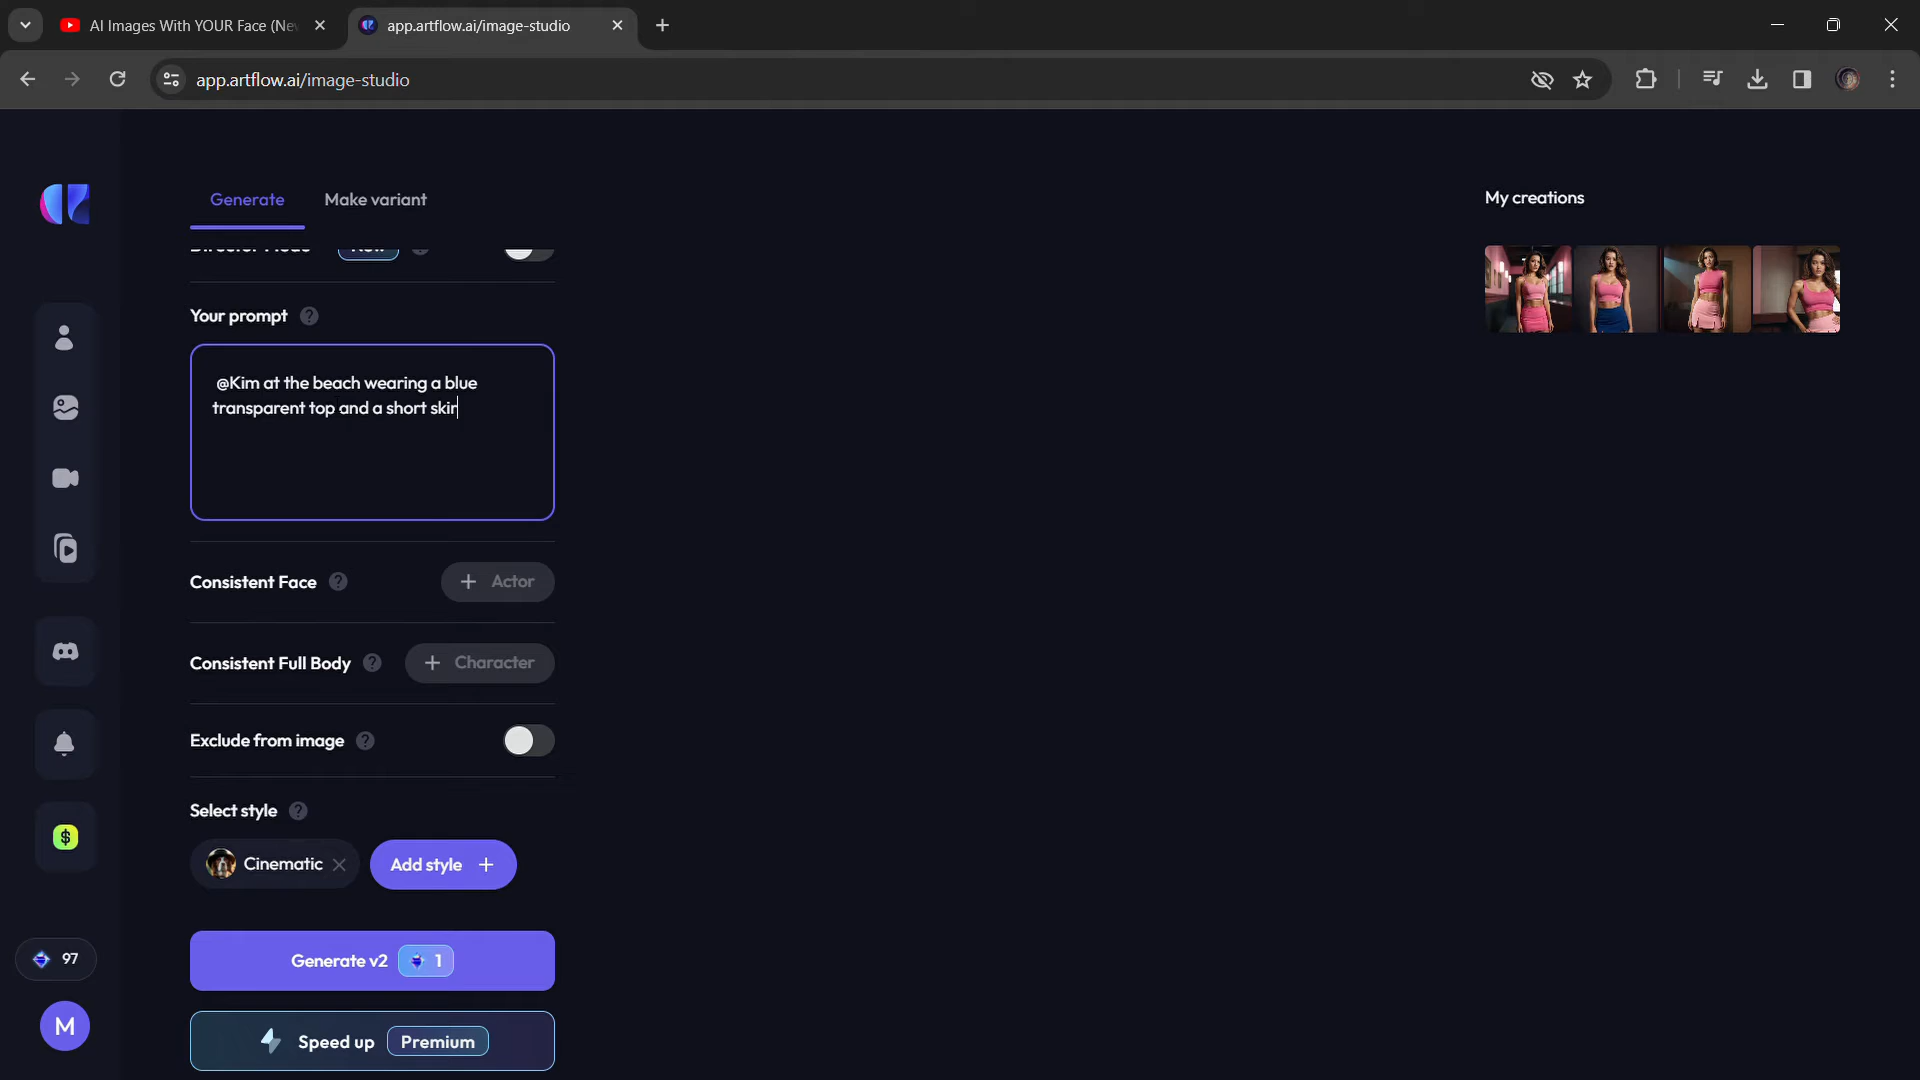 AI Images With YOUR Face (Ne
app.artflow.ai/image-studio
app.artflow.ai/image-studio
Generate
Make variant
My creations
Your prompt
@Kim at the beach wearing a blue
transparent top and a short skir
Consistent Face
+ Actor
Consistent Full Body
+ Character
Exclude from image
Select style
Cinematic
Add style +
Generate v2 1
Speed up Premium
97
M